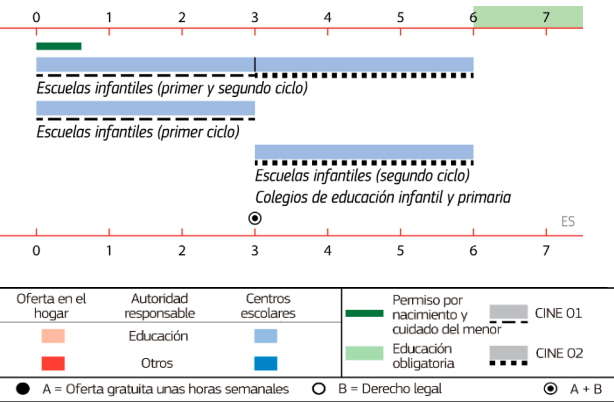 0 1 2 3 4 5 6 7
Escuelas infantiles (primer y segundo ciclo)
Escuelas infantiles (primer ciclo)
Escuelas infantiles (segundo ciclo)
Colegios de educación infantil y primaria
ES
0 1 2 3 4 5 6 7
Oferta en el
hogar
Autoridad
responsable
Centros
escolares
Educación
Otros
Permiso por
nacimiento y
cuidado del menor
CINE 01
Educación
obligatoria
CINE 02
A = Oferta gratuita unas horas semanales
B = Derecho legal
A + B